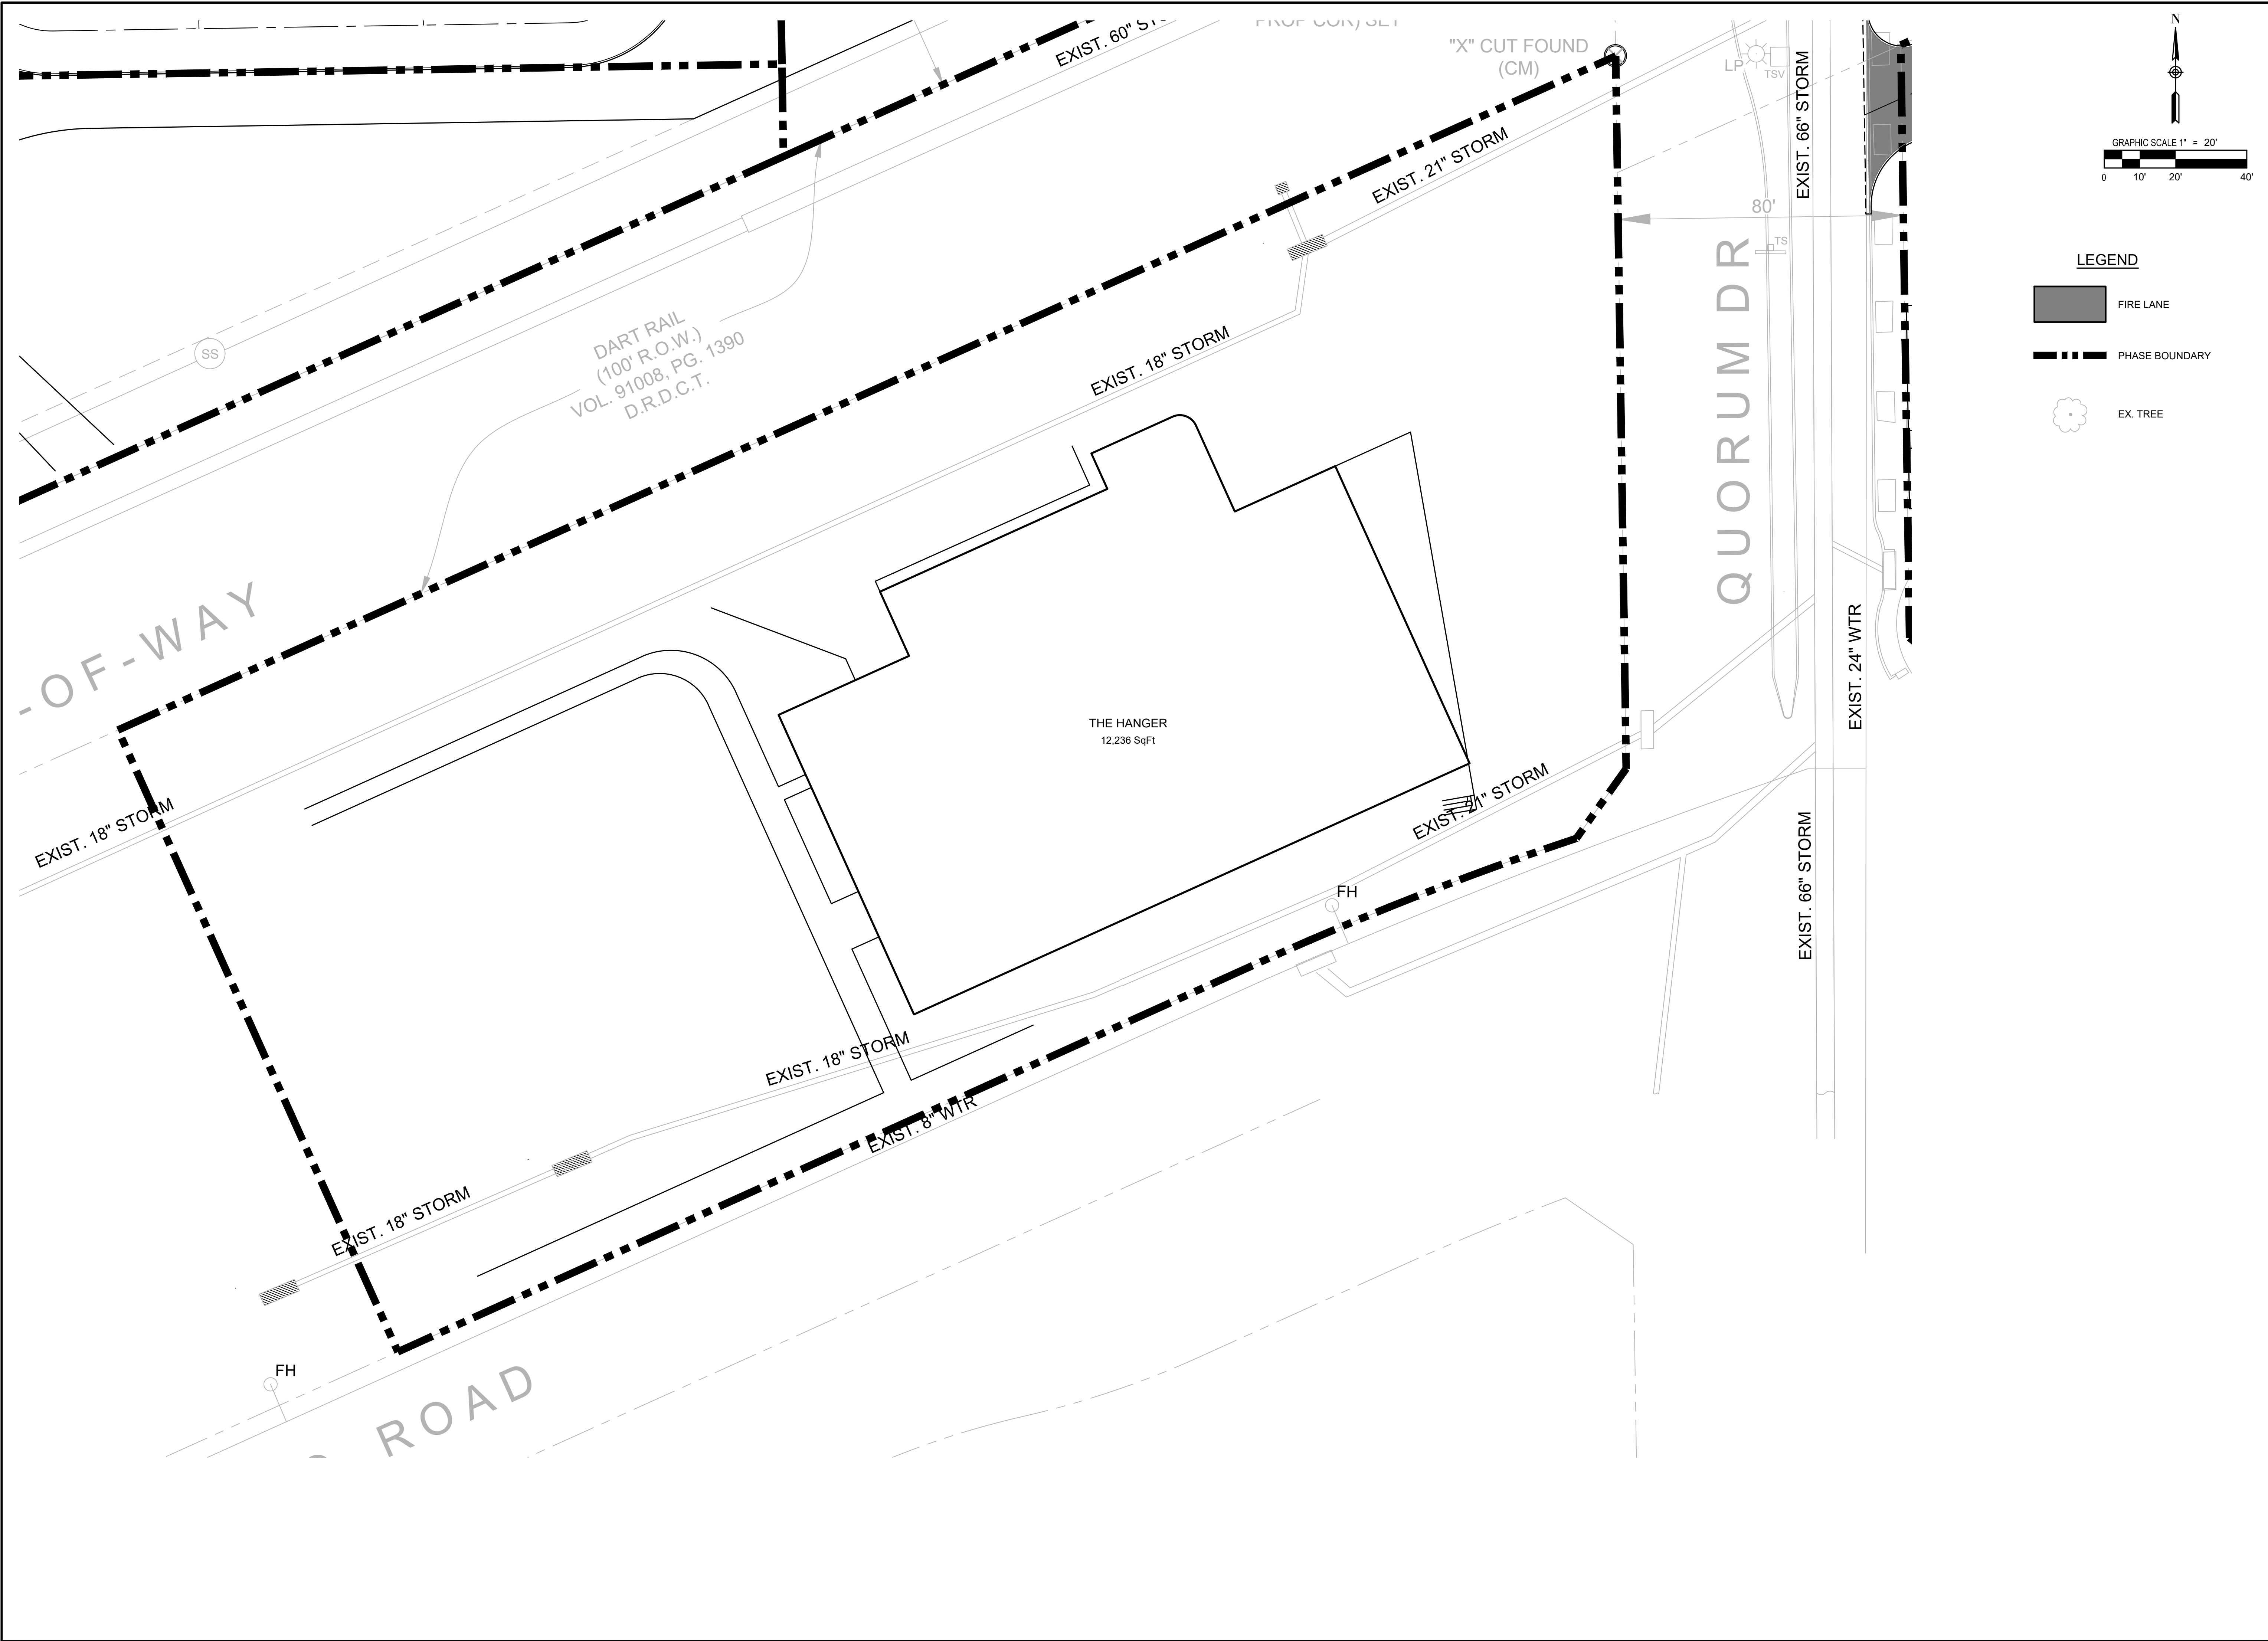 EXIST. 60" ST
"X" CUT FOUND
(CM)
LP
TSV
EXIST. 66" STORM
N
GRAPHIC SCALE 1" = 20'
0 10' 20' 40'
EXIST. 21" STORM
80'
TS
QUORUM DR
LEGEND
FIRE LANE
PHASE BOUNDARY
EX. TREE
SS
DART RAIL
(100' R.O.W.)
VOL. 91008, PG. 1390
D.R.D.C.T.
EXIST. 18" STORM
-OF-WAY
THE HANGER
12,236 SqFt
EXIST. 24" WTR
EXIST. 18" STORM
EXIST. 21" STORM
EXIST. 66" STORM
FH
EXIST. 18" STORM
EXIST. 8" WTR
EXIST. 18" STORM
FH
ROAD